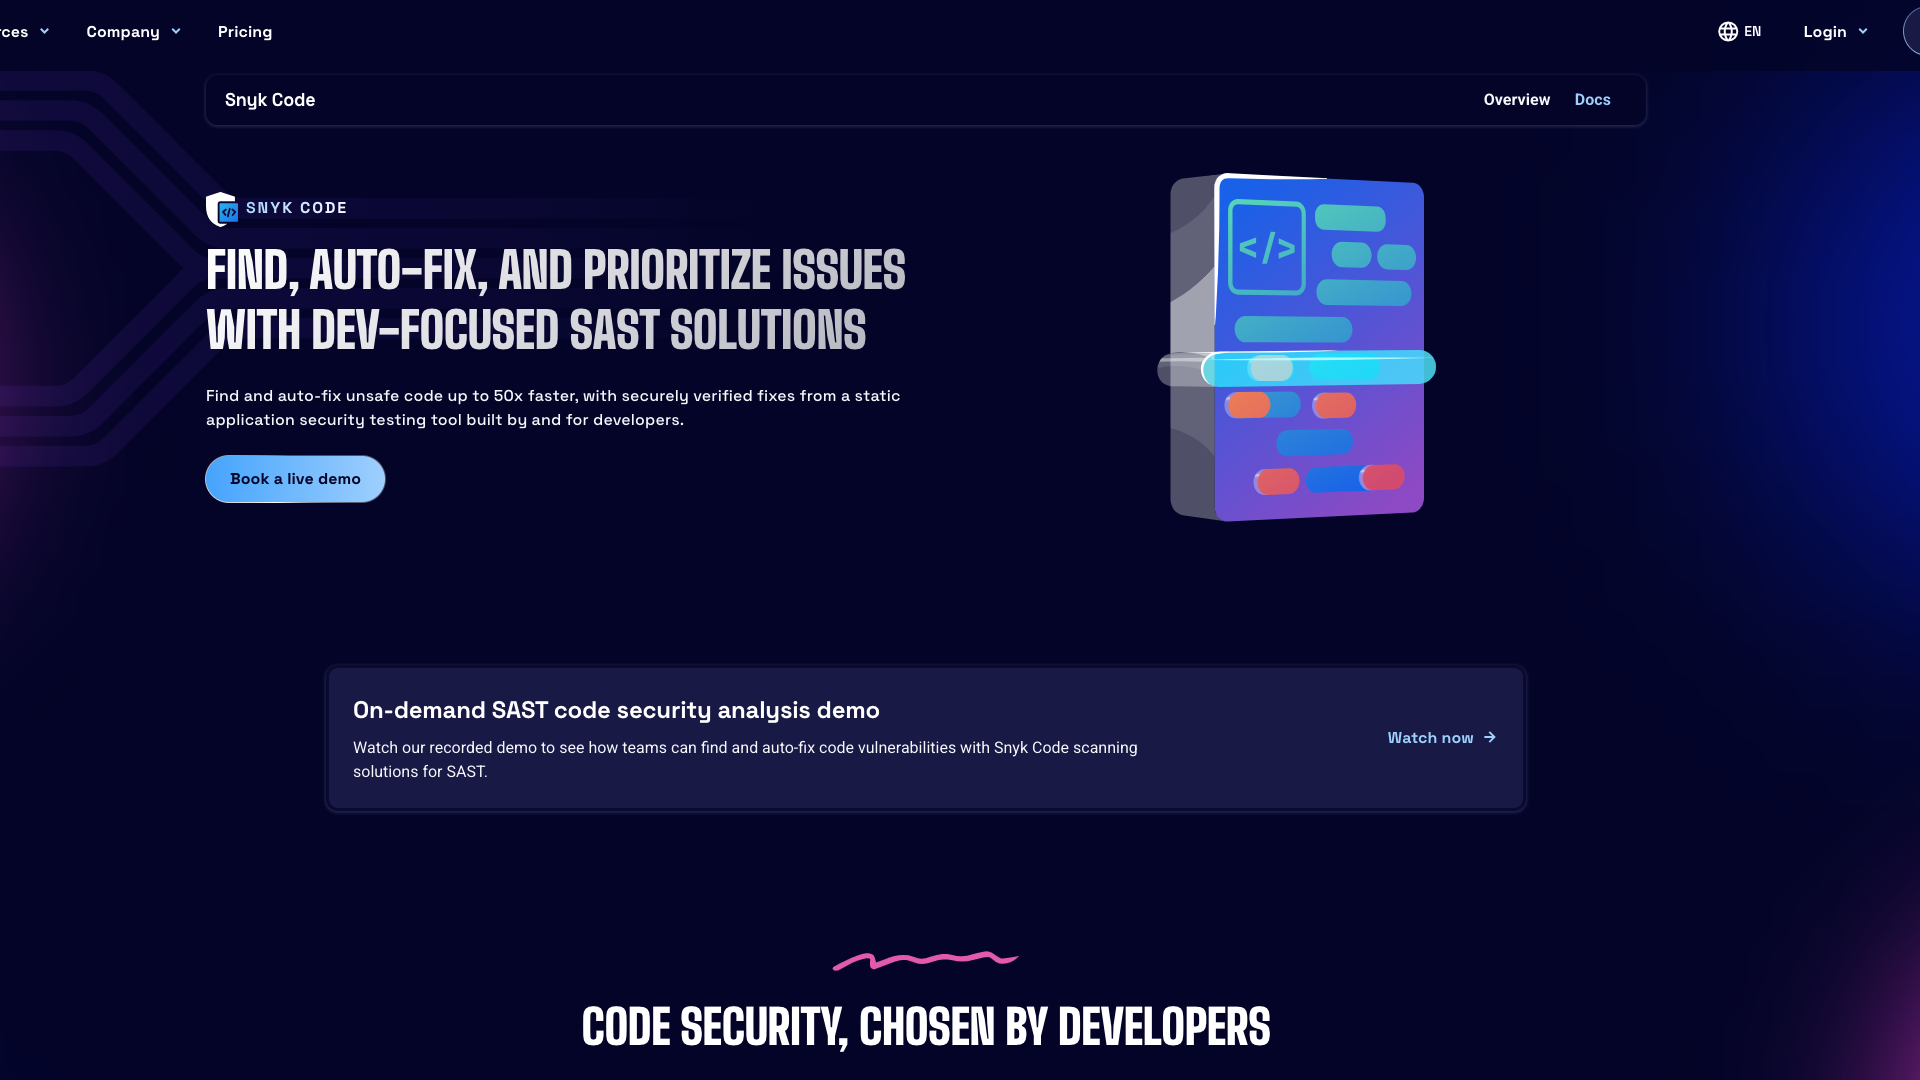 Company
Pricing
EN
Login
Snyk Code
Overview
Docs
SNYK CODE
FIND, AUTO-FIX, AND PRIORITIZE ISSUES
WITH DEV-FOCUSED SAST SOLUTIONS
Find and auto-fix unsafe code up to 50x faster, with securely verified fixes from a static
application security testing tool built by and for developers.
Book a live demo
</>
On-demand SAST code security analysis demo
Watch our recorded demo to see how teams can find and auto-fix code vulnerabilities with Snyk Code scanning
solutions for SAST.
Watch now
CODE SECURITY, CHOSEN BY DEVELOPERS